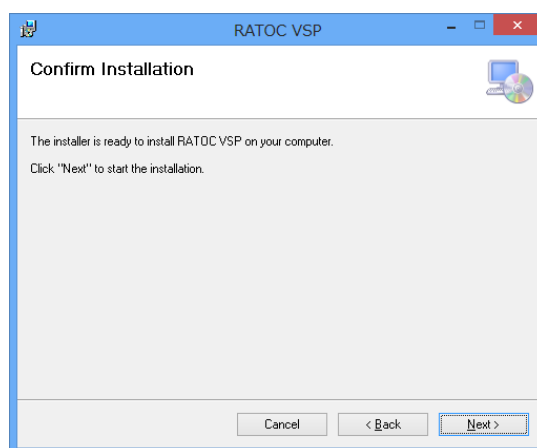 RATOC VSP
Confirm Installation
The installer is ready to install RATOC VSP on your computer.
Click "Next" to start the installation.
Cancel
< Back
Next >